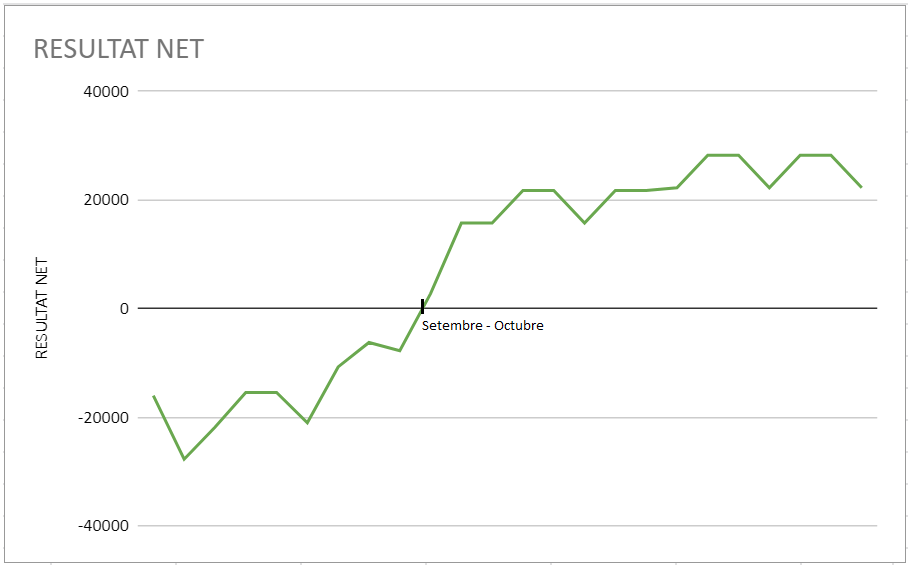 RESULTAT NET
40000
20000
RESULTAT NET
0
Setembre - Octubre
-20000
-40000